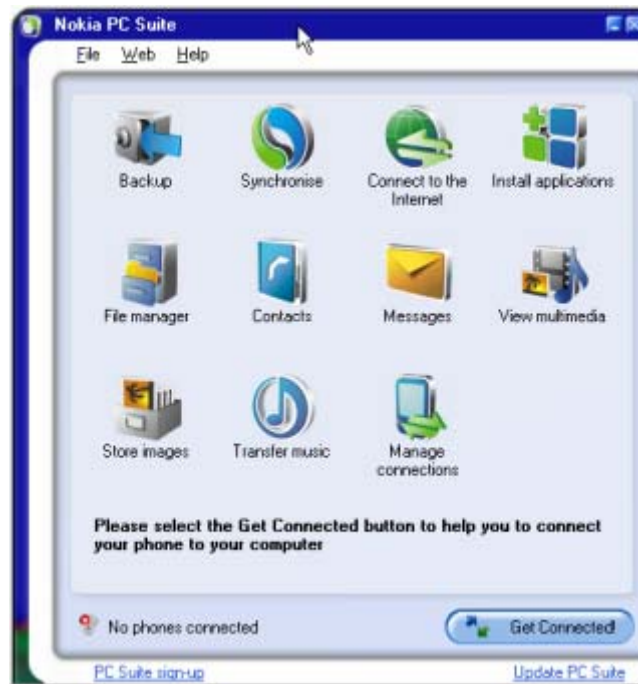 Nokia PC Suite
File Web Help
Backup Synchronise Connect to the Internet Install applications
File manager Contacts Messages View multimedia
Store images Transfer music Manage connections
Please select the Get Connected button to help you to connect
your phone to your computer
No phones connected Get Connected!
PC Suite sign-up Update PC Suite